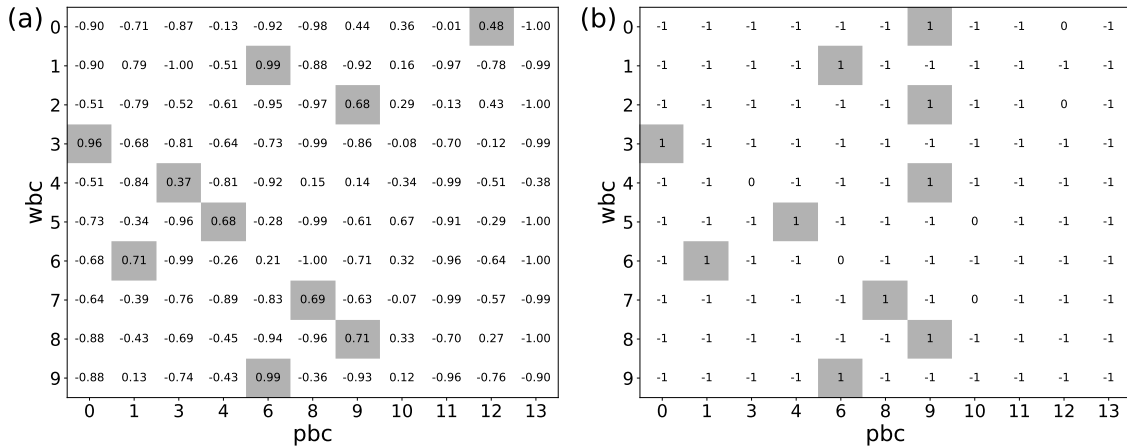 (a)
0 -0.90 -0.71 -0.87 -0.13 -0.92 -0.98 0.44 0.36 -0.01 0.48 -1.00
1 -0.90 0.79 -1.00 -0.51 0.99 -0.88 -0.92 0.16 -0.97 -0.78 -0.99
2 -0.51 -0.79 -0.52 -0.61 -0.95 -0.97 0.68 0.29 -0.13 0.43 -1.00
3 0.96 -0.68 -0.81 -0.64 -0.73 -0.99 -0.86 -0.08 -0.70 -0.12 -0.99
4 -0.51 -0.84 0.37 -0.81 -0.92 0.15 0.14 -0.34 -0.99 -0.51 -0.38
5 -0.73 -0.34 -0.96 0.68 -0.28 -0.99 -0.61 0.67 -0.91 -0.29 -1.00
6 -0.68 0.71 -0.99 -0.26 0.21 -1.00 -0.71 0.32 -0.96 -0.64 -1.00
7 -0.64 -0.39 -0.76 -0.89 -0.83 0.69 -0.63 -0.07 -0.99 -0.57 -0.99
8 -0.88 -0.43 -0.69 -0.45 -0.94 -0.96 0.71 0.33 -0.70 0.27 -1.00
9 -0.88 0.13 -0.74 -0.43 0.99 -0.36 -0.93 0.12 -0.96 -0.76 -0.90
0 1 3 4 6 8 9 10 11 12 13
wbc
pbc
(b)
0 -1 -1 -1 -1 -1 -1 1 -1 -1 0 -1
1 -1 -1 -1 -1 1 -1 -1 -1 -1 -1 -1
2 -1 -1 -1 -1 -1 -1 1 -1 -1 0 -1
3 1 -1 -1 -1 -1 -1 -1 -1 -1 -1 -1
4 -1 -1 0 -1 -1 -1 1 -1 -1 -1 -1
5 -1 -1 -1 1 -1 -1 -1 0 -1 -1 -1
6 -1 1 -1 -1 0 -1 -1 -1 -1 -1 -1
7 -1 -1 -1 -1 -1 1 -1 0 -1 -1 -1
8 -1 -1 -1 -1 -1 -1 1 -1 -1 -1 -1
9 -1 -1 -1 -1 1 -1 -1 -1 -1 -1 -1
0 1 3 4 6 8 9 10 11 12 13
wbc
pbc